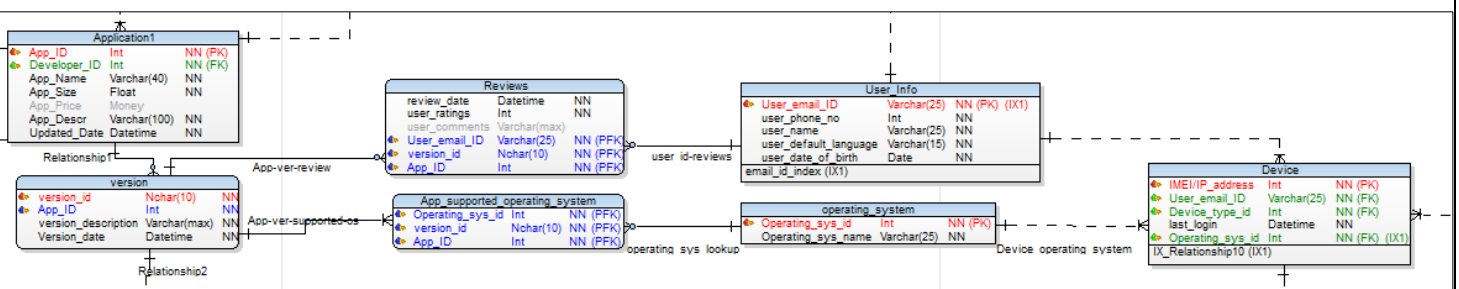 Application1
App_ID Int NN (PK)
Developer_ID Int NN (FK)
App_Name Varchar(40) NN
App_Size Float NN
App_Price Money
App_Descr Varchar(100) NN
Updated_Date Datetime NN
Relationship1
version
version_id Nchar(10) NN
App_ID Int NN
version_description Varchar(max) NN
Version_date Datetime NN
Relationship2
App-ver-review
App-ver-supported-os
Reviews
review_date Datetime NN
user_ratings Int NN
user_comments Varchar(max)
User_email_ID Varchar(25) NN (PFK)
version_id Nchar(10) NN (PFK)
App_ID Int NN (PFK)
App_supported_operating_system
Operating_sys_id Int NN (PFK)
version_id Nchar(10) NN (PFK)
App_ID Int NN (PFK)
user id-reviews
operating_sys_lookup
User_Info
User_email_ID Varchar(25) NN (PK) (IX1)
user_phone_no Int NN
user_name Varchar(25) NN
user_default_language Varchar(15) NN
user_date_of_birth Date NN
email_id_index (IX1)
operating_system
Operating_sys_id Int NN (PK)
Operating_sys_name Varchar(25) NN
Device_operating_system
Device
IMEI/IP_address Int NN (PK)
User_email_ID Varchar(25) NN (FK)
Device_type_id Int NN (FK)
last_login Datetime NN
Operating_sys_id Int NN (FK) (IX1)
IX_Relationship10 (IX1)